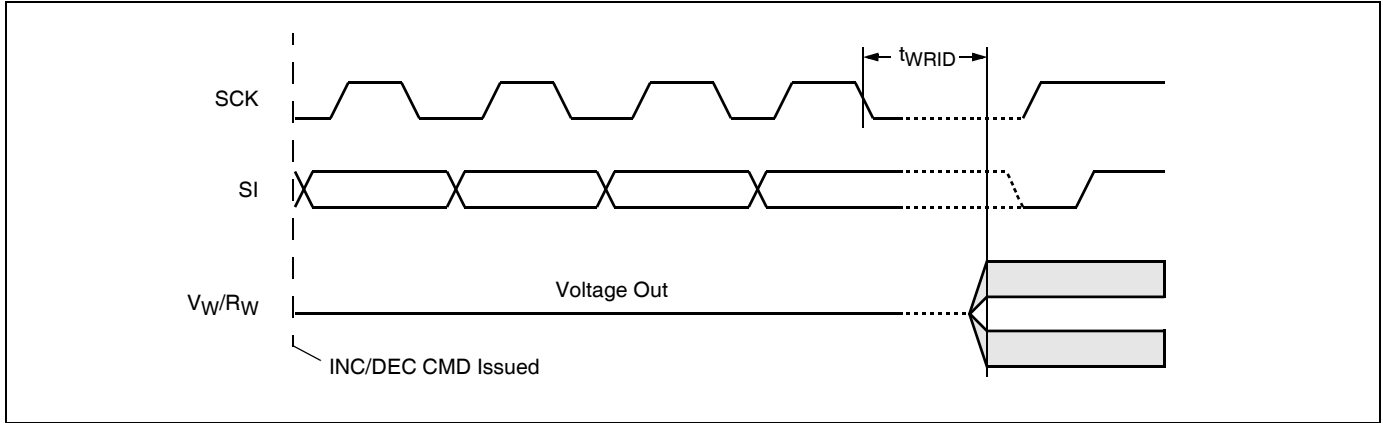 tWRID
SCK
SI
Voltage Out
VW/RW
INC/DEC CMD Issued